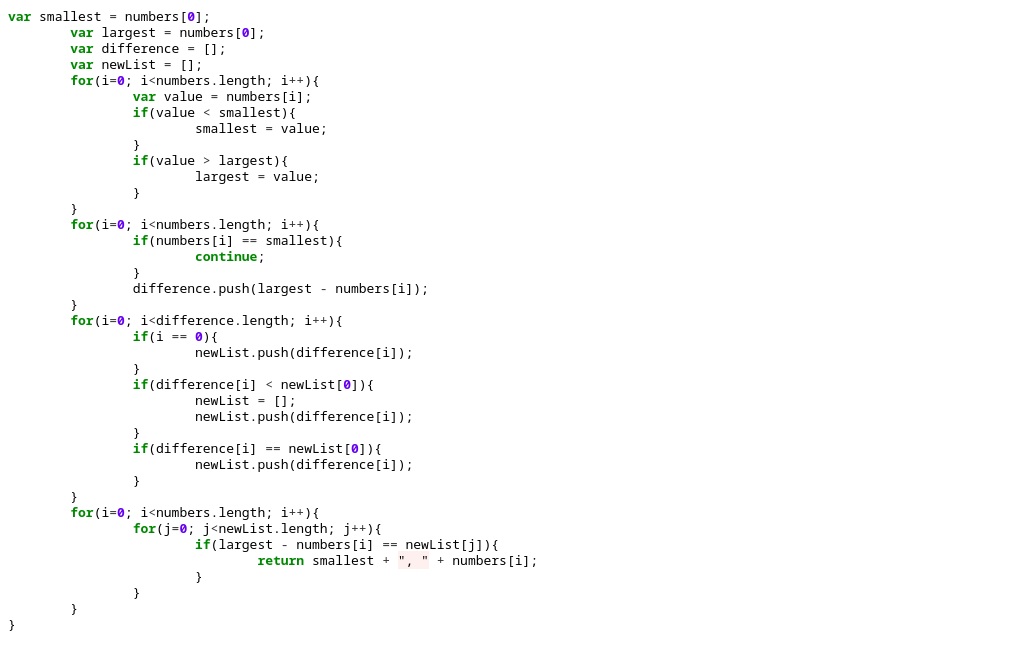 var smallest = numbers[0];
        var largest = numbers[0];
        var difference = [];
        var newList = [];
        for(i=0; i<numbers.length; i++){
                var value = numbers[i];
                if(value < smallest){
                        smallest = value;
                }
                if(value > largest){
                        largest = value;
                }
        }
        for(i=0; i<numbers.length; i++){
                if(numbers[i] == smallest){
                        continue;
                }
                difference.push(largest - numbers[i]);
        }
        for(i=0; i<difference.length; i++){
                if(i == 0){
                        newList.push(difference[i]);
                }
                if(difference[i] < newList[0]){
                        newList = [];
                        newList.push(difference[i]);
                }
                if(difference[i] == newList[0]){
                        newList.push(difference[i]);
                }
        }
        for(i=0; i<numbers.length; i++){
                for(j=0; j<newList.length; j++){
                        if(largest - numbers[i] == newList[j]){
                                return smallest + ", " + numbers[i];
                        }
                }
        }
}